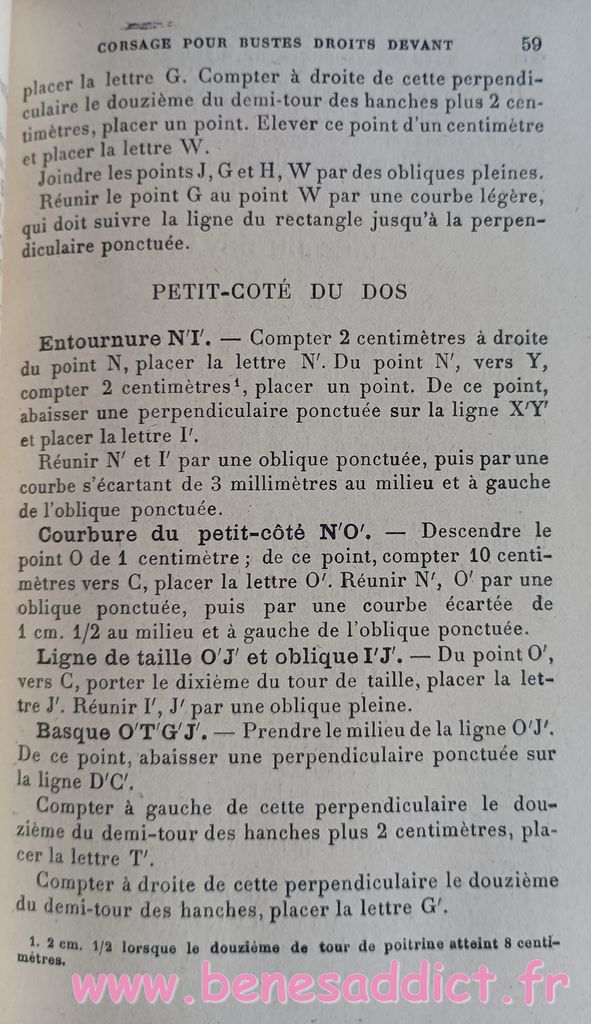 CORSAGE POUR BUSTES DROITS DEVANT 59
placer la lettre G. Compter à droite de cette perpendi-
culaire le douzième du demi-tour des hanches plus 2 cen-
timètres, placer un point. Elever ce point d'un centimètre
et placer la lettre W.
Joindre les points J, G et H, W par des obliques pleines.
Réunir le point G au point W par une courbe légère,
qui doit suivre la ligne du rectangle jusqu'à la perpen-
diculaire ponctuée.
PETIT-COTÉ DU DOS
Entournure N'I'. — Compter 2 centimètres à droite
du point N, placer la lettre N'. Du point N', vers Y,
compter 2 centimètres¹, placer un point. De ce point,
abaisser une perpendiculaire ponctuée sur la ligne X'Y'
et placer la lettre I'.
Réunir N' et I' par une oblique ponctuée, puis par une
courbe s'écartant de 3 millimètres au milieu et à gauche
de l'oblique ponctuée.
Courbure du petit-côté N'O'. — Descendre le
point O de 1 centimètre ; de ce point, compter 10 centi-
mètres vers C, placer la lettre O'. Réunir N', O' par une
oblique ponctuée, puis par une courbe écartée de
1 cm. 1/2 au milieu et à gauche de l'oblique ponctuée.
Ligne de taille O'J' et oblique I'J'. — Du point O',
vers C, porter le dixième du tour de taille, placer la let-
tre J'. Réunir I', J' par une oblique pleine.
Basque O'T'G'J'. — Prendre le milieu de la ligne O'J'.
De ce point, abaisser une perpendiculaire ponctuée sur
la ligne D'C'.
Compter à gauche de cette perpendiculaire le dou-
zième du demi-tour des hanches plus 2 centimètres, pla-
cer la lettre T'.
Compter à droite de cette perpendiculaire le douzième
du demi-tour des hanches, placer la lettre G'.
1. 2 cm. 1/2 lorsque le douzième de tour de poitrine atteint 8 centi-
mètres.
www.benesaddict.fr